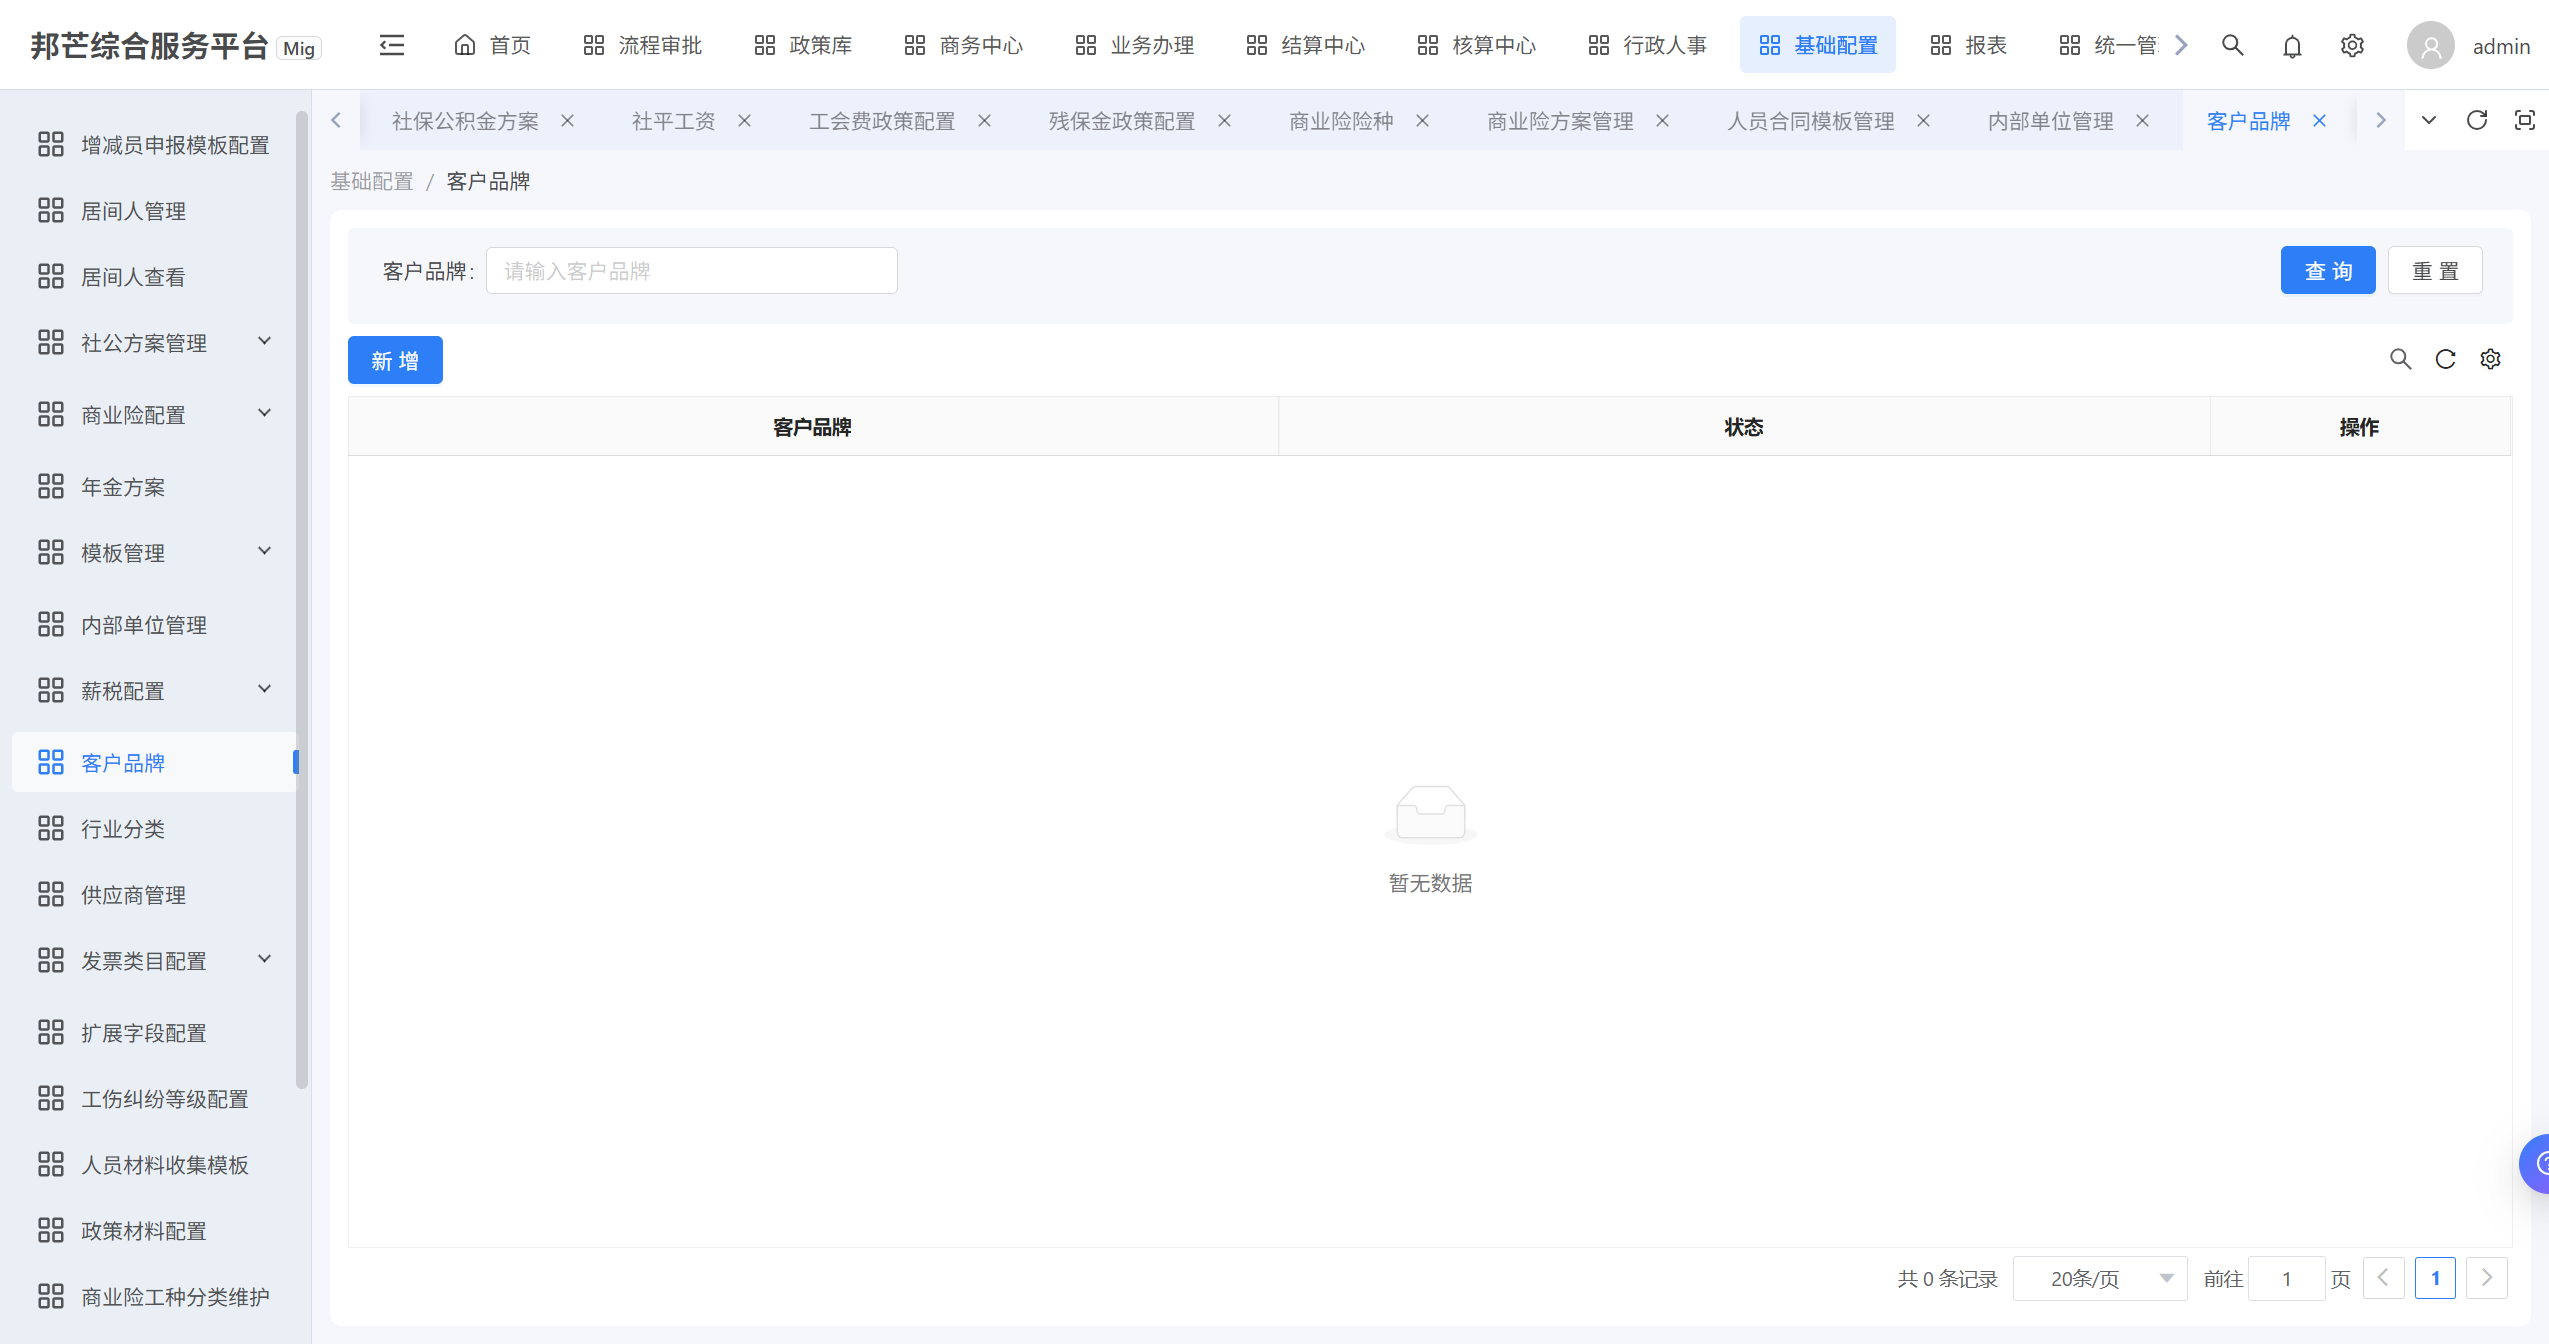 邦芒综合服务平台 Mig
首页 流程审批 政策库 商务中心 业务办理 结算中心 核算中心 行政人事 基础配置 报表 统一管
admin
社保公积金方案 社平工资 工会费政策配置 残保金政策配置 商业险险种 商业险方案管理 人员合同模板管理 内部单位管理 客户品牌
基础配置 / 客户品牌
增减员申报模板配置
居间人管理
居间人查看
社公方案管理
商业险配置
年金方案
模板管理
内部单位管理
薪税配置
客户品牌
行业分类
供应商管理
发票类目配置
扩展字段配置
工伤纠纷等级配置
人员材料收集模板
政策材料配置
商业险工种分类维护
客户品牌: 请输入客户品牌 查 询 重 置
新 增
客户品牌 状态 操作
暂无数据
共 0 条记录 20条/页 前往 1 页 1